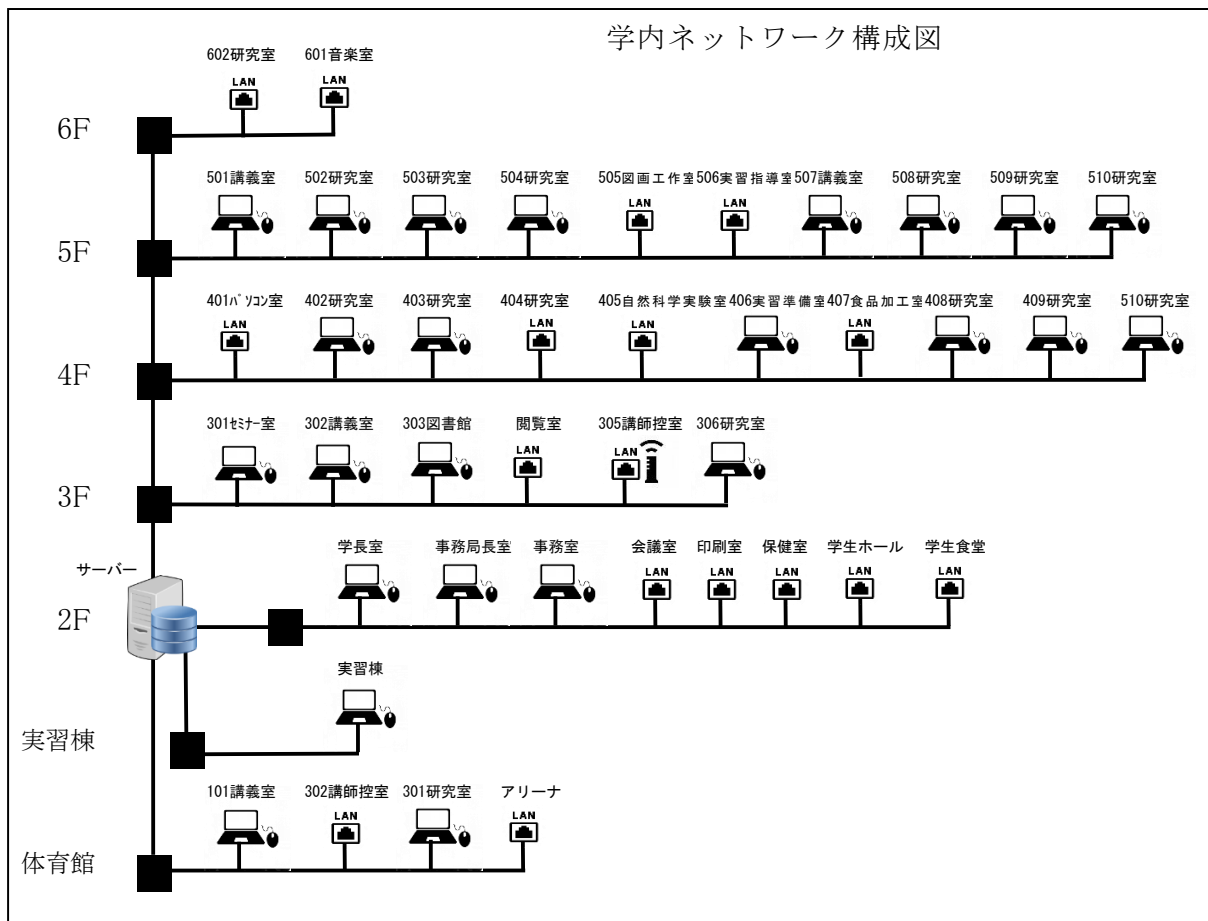 学内ネットワーク構成図
602研究室 601音楽室
LAN LAN
6F
501講義室 502研究室 503研究室 504研究室 505図画工作室 506実習指導室 507講義室 508研究室 509研究室 510研究室
LAN LAN
5F
401パソコン室 402研究室 403研究室 404研究室 405自然科学実験室 406実習準備室 407食品加工室 408研究室 409研究室 510研究室
LAN LAN LAN LAN
4F
301セミナー室 302講義室 303図書館 閲覧室 305講師控室 306研究室
LAN LAN
3F
学長室 事務局長室 事務室 会議室 印刷室 保健室 学生ホール 学生食堂
サーバー
LAN LAN LAN LAN LAN
2F
実習棟
実習棟
101講義室 302講師控室 301研究室 アリーナ
LAN LAN
体育館